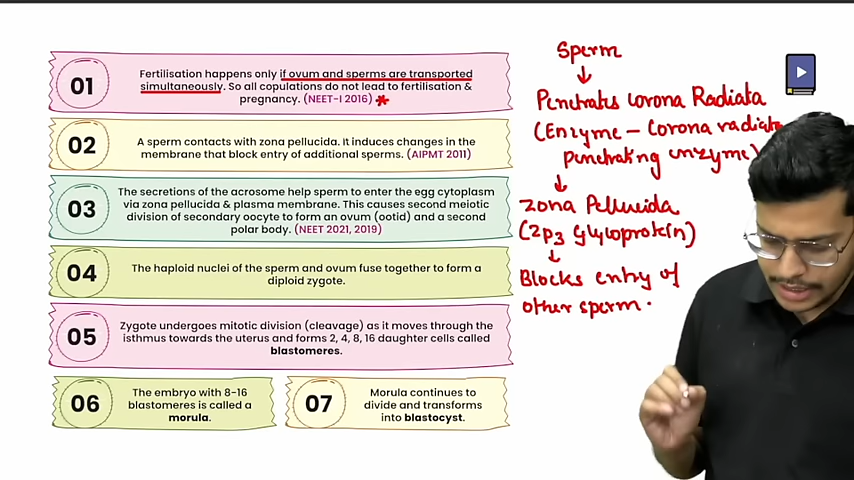 01
Fertilisation happens only if ovum and sperms are transported
simultaneously. So all copulations do not lead to fertilisation &
pregnancy. (NEET-I 2016) *
02
A sperm contacts with zona pellucida. It induces changes in the
membrane that block entry of additional sperms. (AIPMT 2011)
03
The secretions of the acrosome help sperm to enter the egg cytoplasm
via zona pellucida & plasma membrane. This causes second meiotic
division of secondary oocyte to form an ovum (ootid) and a second
polar body. (NEET 2021, 2019)
04
The haploid nuclei of the sperm and ovum fuse together to form a
diploid zygote.
05
Zygote undergoes mitotic division (cleavage) as it moves through the
isthmus towards the uterus and forms 2, 4, 8, 16 daughter cells called
blastomeres.
06
The embryo with 8-16
blastomeres is called a
morula.
07
Morula continues to
divide and transforms
into blastocyst.
Sperm
↓
Penetrates corona Radiata
(Enzyme - Corona radiata
penetrating enzyme)
↓
Zona Pellucida
(Zp3 Glycoprotein)
↓
Blocks entry of
other sperm.